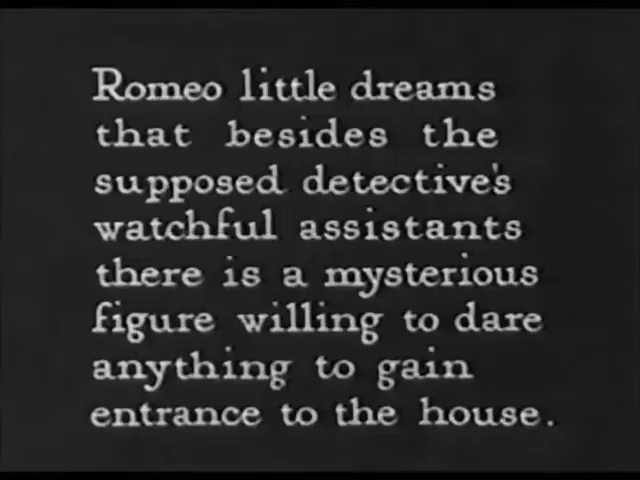 Romeo little dreams
that besides the
supposed detective's
watchful assistants
there is a mysterious
figure willing to dare
anything to gain
entrance to the house.